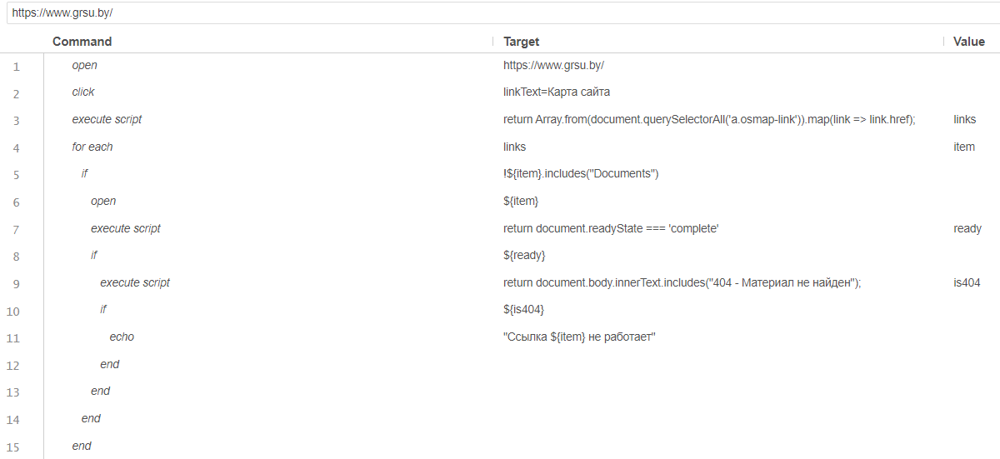 https://www.grsu.by/
Command Target Value
1 open https://www.grsu.by/
2 click linkText=Карта сайта
3 execute script return Array.from(document.querySelectorAll('a.osmap-link')).map(link => link.href); links
4 for each links item
5 if !${item}.includes("Documents")
6 open ${item}
7 execute script return document.readyState === 'complete' ready
8 if ${ready}
9 execute script return document.body.innerText.includes("404 - Материал не найден"); is404
10 if ${is404}
11 echo "Ссылка ${item} не работает"
12 end
13 end
14 end
15 end